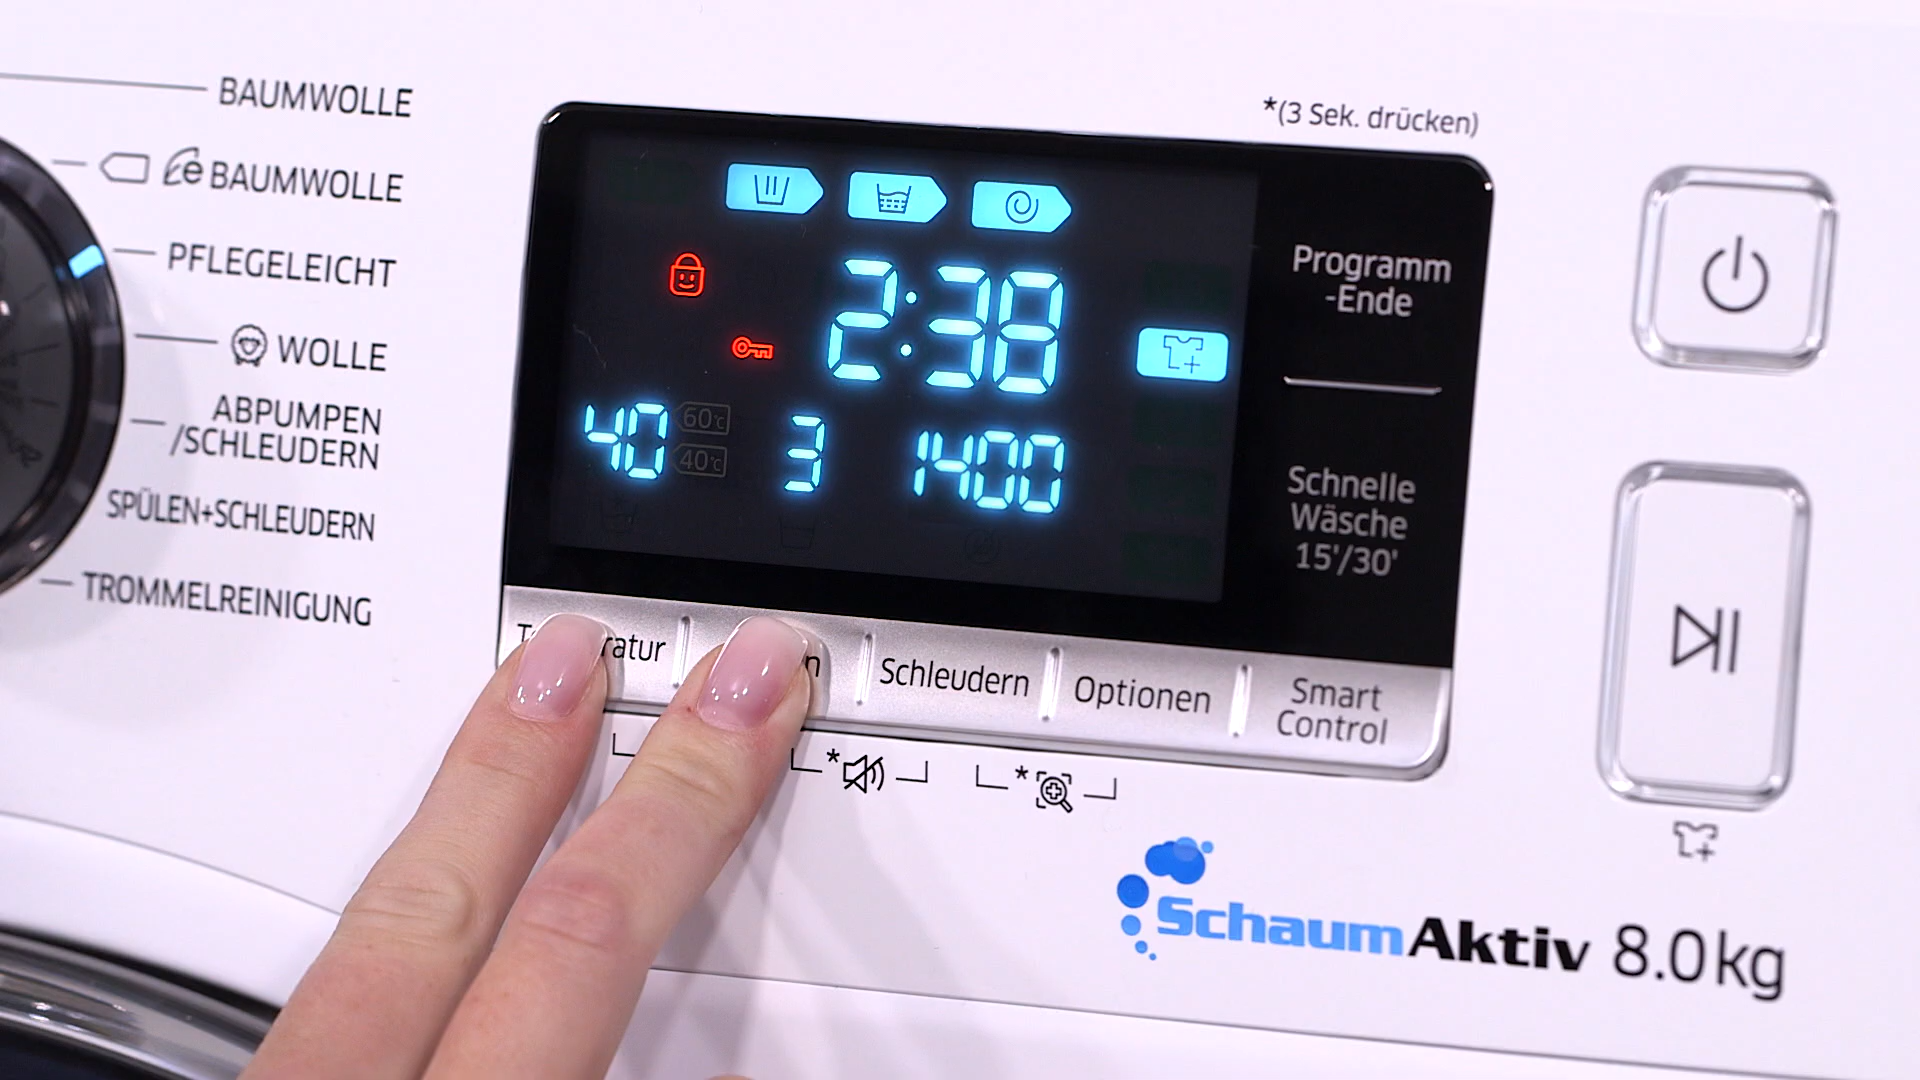 BAUMWOLLE
e BAUMWOLLE
PFLEGELEICHT
WOLLE
ABPUMPEN
/SCHLEUDERN
SPÜLEN+SCHLEUDERN
TROMMELREINIGUNG
*(3 Sek. drücken)
2:38
60°C
40 40°C 3 1400
Programm
-Ende
Schnelle
Wäsche
15'/30'
Schleudern
Optionen
Smart
Control
*
*
SchaumAktiv 8.0kg